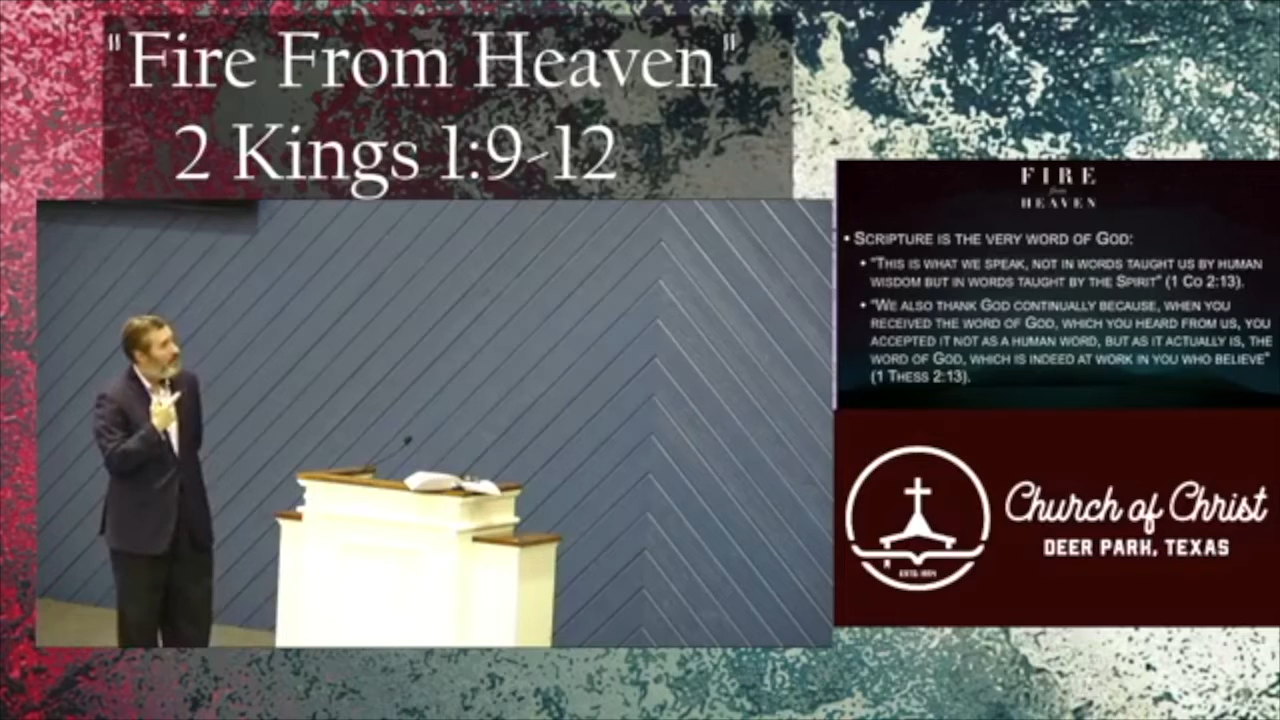 "Fire From Heaven"
2 Kings 1:9-12
FIRE
from
HEAVEN
• SCRIPTURE IS THE VERY WORD OF GOD:
• "THIS IS WHAT WE SPEAK, NOT IN WORDS TAUGHT US BY HUMAN
WISDOM BUT IN WORDS TAUGHT BY THE SPIRIT" (1 CO 2:13).
• "WE ALSO THANK GOD CONTINUALLY BECAUSE, WHEN YOU
RECEIVED THE WORD OF GOD, WHICH YOU HEARD FROM US, YOU
ACCEPTED IT NOT AS A HUMAN WORD, BUT AS IT ACTUALLY IS, THE
WORD OF GOD, WHICH IS INDEED AT WORK IN YOU WHO BELIEVE"
(1 THESS 2:13).
Church of Christ
DEER PARK, TEXAS